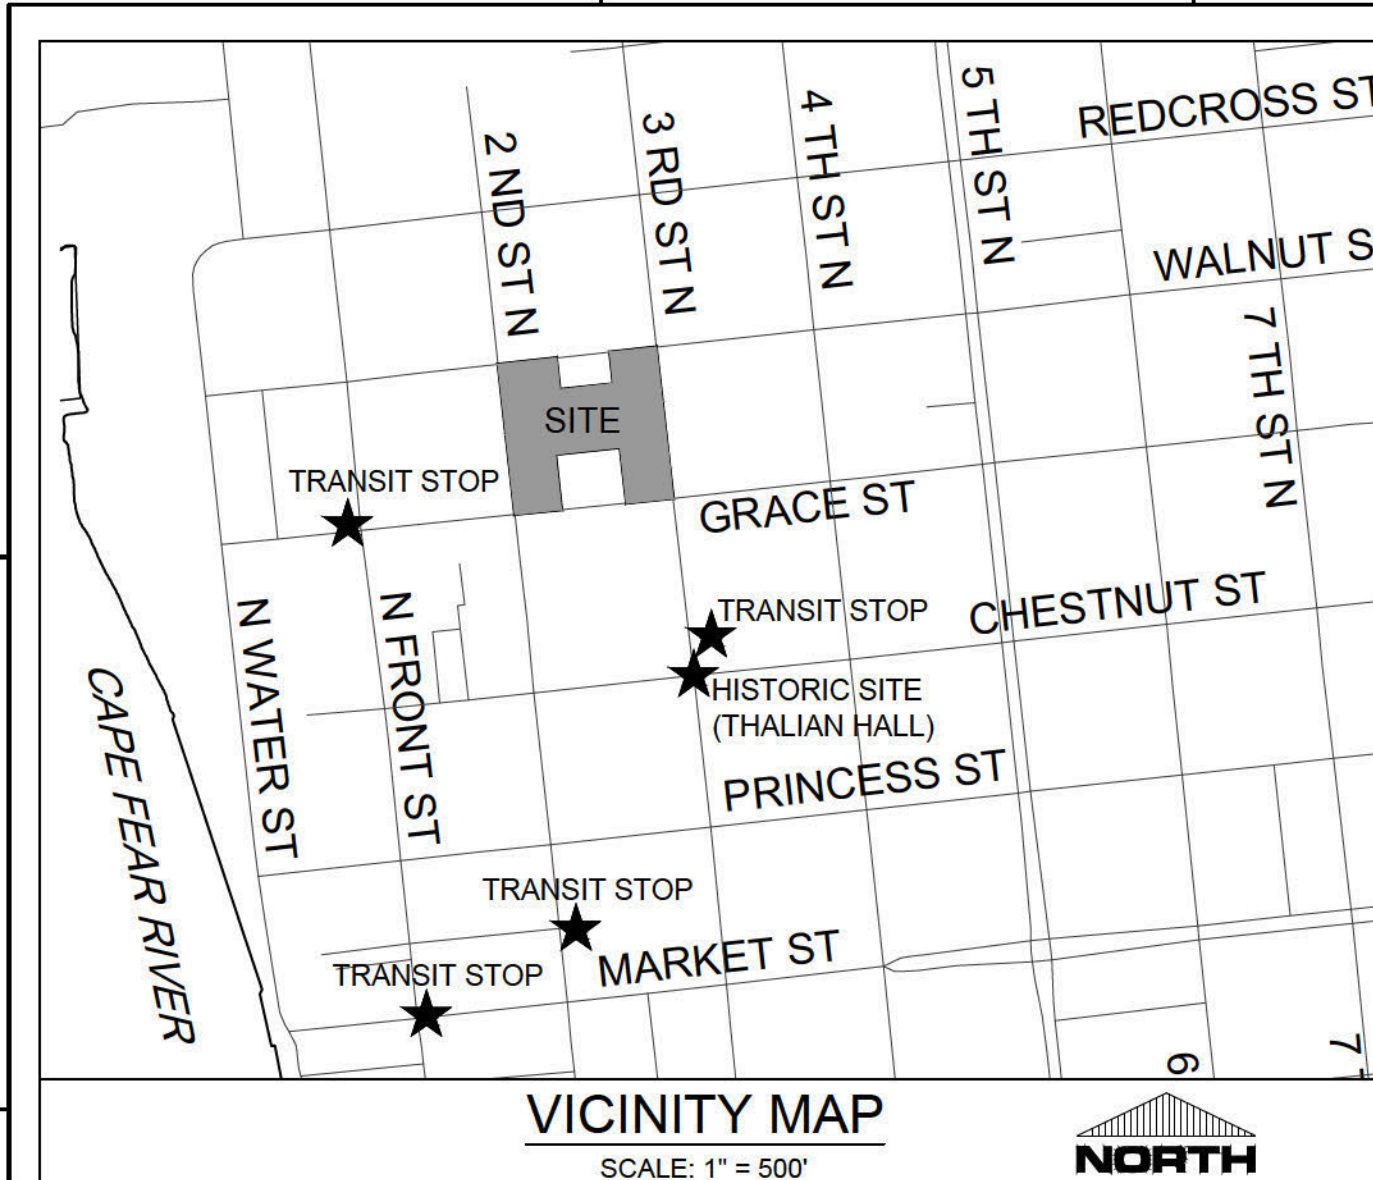 REDCROSS ST
5 TH ST N
4 TH ST N
3 RD ST N
2 ND ST N
WALNUT S
7 TH ST N
SITE
TRANSIT STOP
GRACE ST
N WATER ST
N FRONT ST
TRANSIT STOP
CHESTNUT ST
HISTORIC SITE
(THALIAN HALL)
CAPE FEAR RIVER
PRINCESS ST
TRANSIT STOP
MARKET ST
TRANSIT STOP
6
7
VICINITY MAP
SCALE: 1" = 500'
NORTH